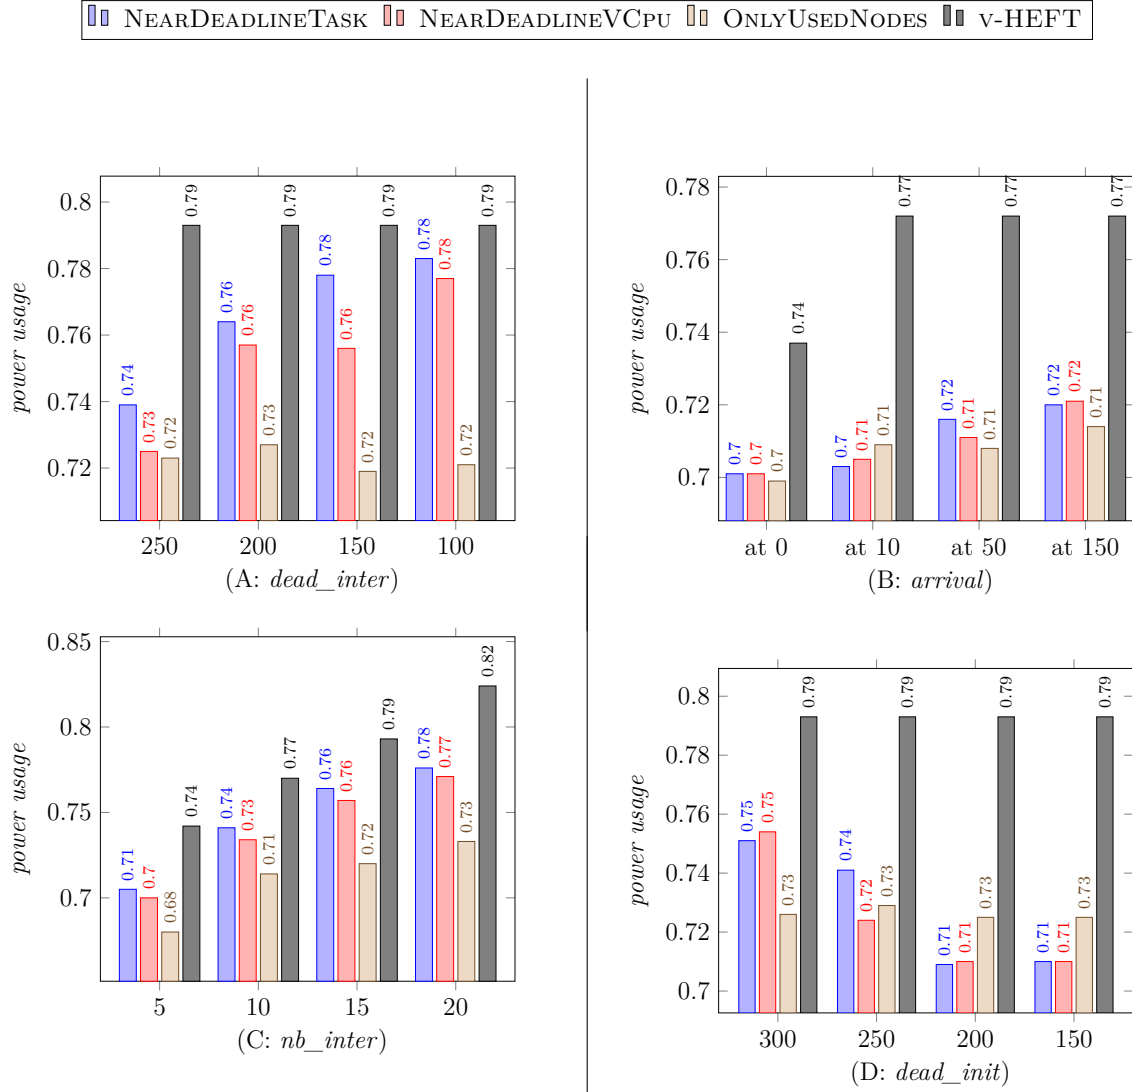 NEARDEADLINETASK NEARDEADLINEVCPU ONLYUSEDNODES V-HEFT
power usage
0.8
0.78
0.76
0.74
0.72
0.74 0.73 0.72 0.79
0.76 0.76 0.73 0.79
0.78 0.76 0.72 0.79
0.78 0.78 0.72 0.79
250 200 150 100
(A: dead_inter)
power usage
0.78
0.76
0.74
0.72
0.7
0.7 0.7 0.7 0.74
0.7 0.71 0.71 0.77
0.72 0.71 0.71 0.77
0.72 0.72 0.71 0.77
at 0 at 10 at 50 at 150
(B: arrival)
power usage
0.85
0.8
0.75
0.7
0.71 0.7 0.68 0.74
0.74 0.73 0.71 0.77
0.76 0.76 0.72 0.79
0.78 0.77 0.73 0.82
5 10 15 20
(C: nb_inter)
power usage
0.8
0.78
0.76
0.74
0.72
0.7
0.75 0.75 0.73 0.79
0.74 0.72 0.73 0.79
0.71 0.71 0.73 0.79
0.71 0.71 0.73 0.79
300 250 200 150
(D: dead_init)